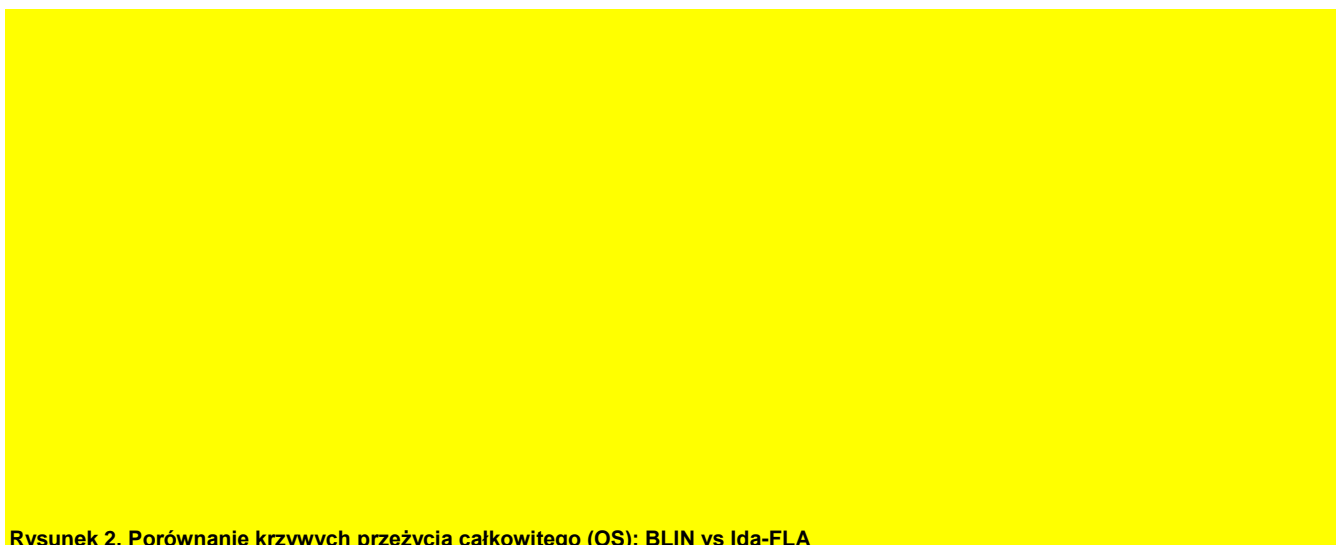 Rysunek 2. Porównanie krzywych przeżycia całkowitego (OS): BLIN vs Ida-FLA